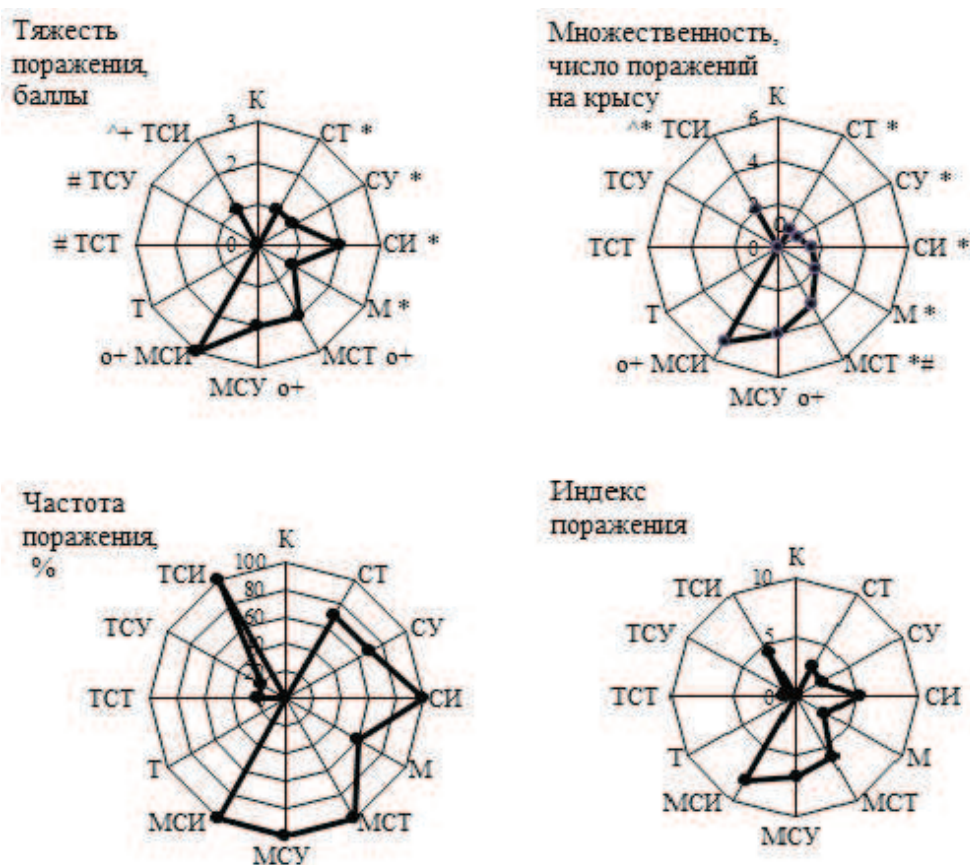 Тяжесть
поражения,
баллы
К
3
^+ ТСИ
СТ *
2
# ТСУ
СУ *
# ТСТ
0
СИ *
Т
М *
о+ МСИ
МСТ о+
МСУ о+
Множественность,
число поражений
на крысу
К
6
^* ТСИ
СТ *
4
ТСУ
СУ *
2
ТСТ
0
СИ *
Т
М *
о+ МСИ
МСТ *#
МСУ о+
Частота
поражения,
%
К
100
ТСИ
СТ
80
60
ТСУ
СУ
ТСТ
СИ
Т
М
МСИ
МСТ
МСУ
Индекс
поражения
К
10
ТСИ
СТ
ТСУ
5
СУ
ТСТ
0
СИ
Т
М
МСИ
МСТ
МСУ